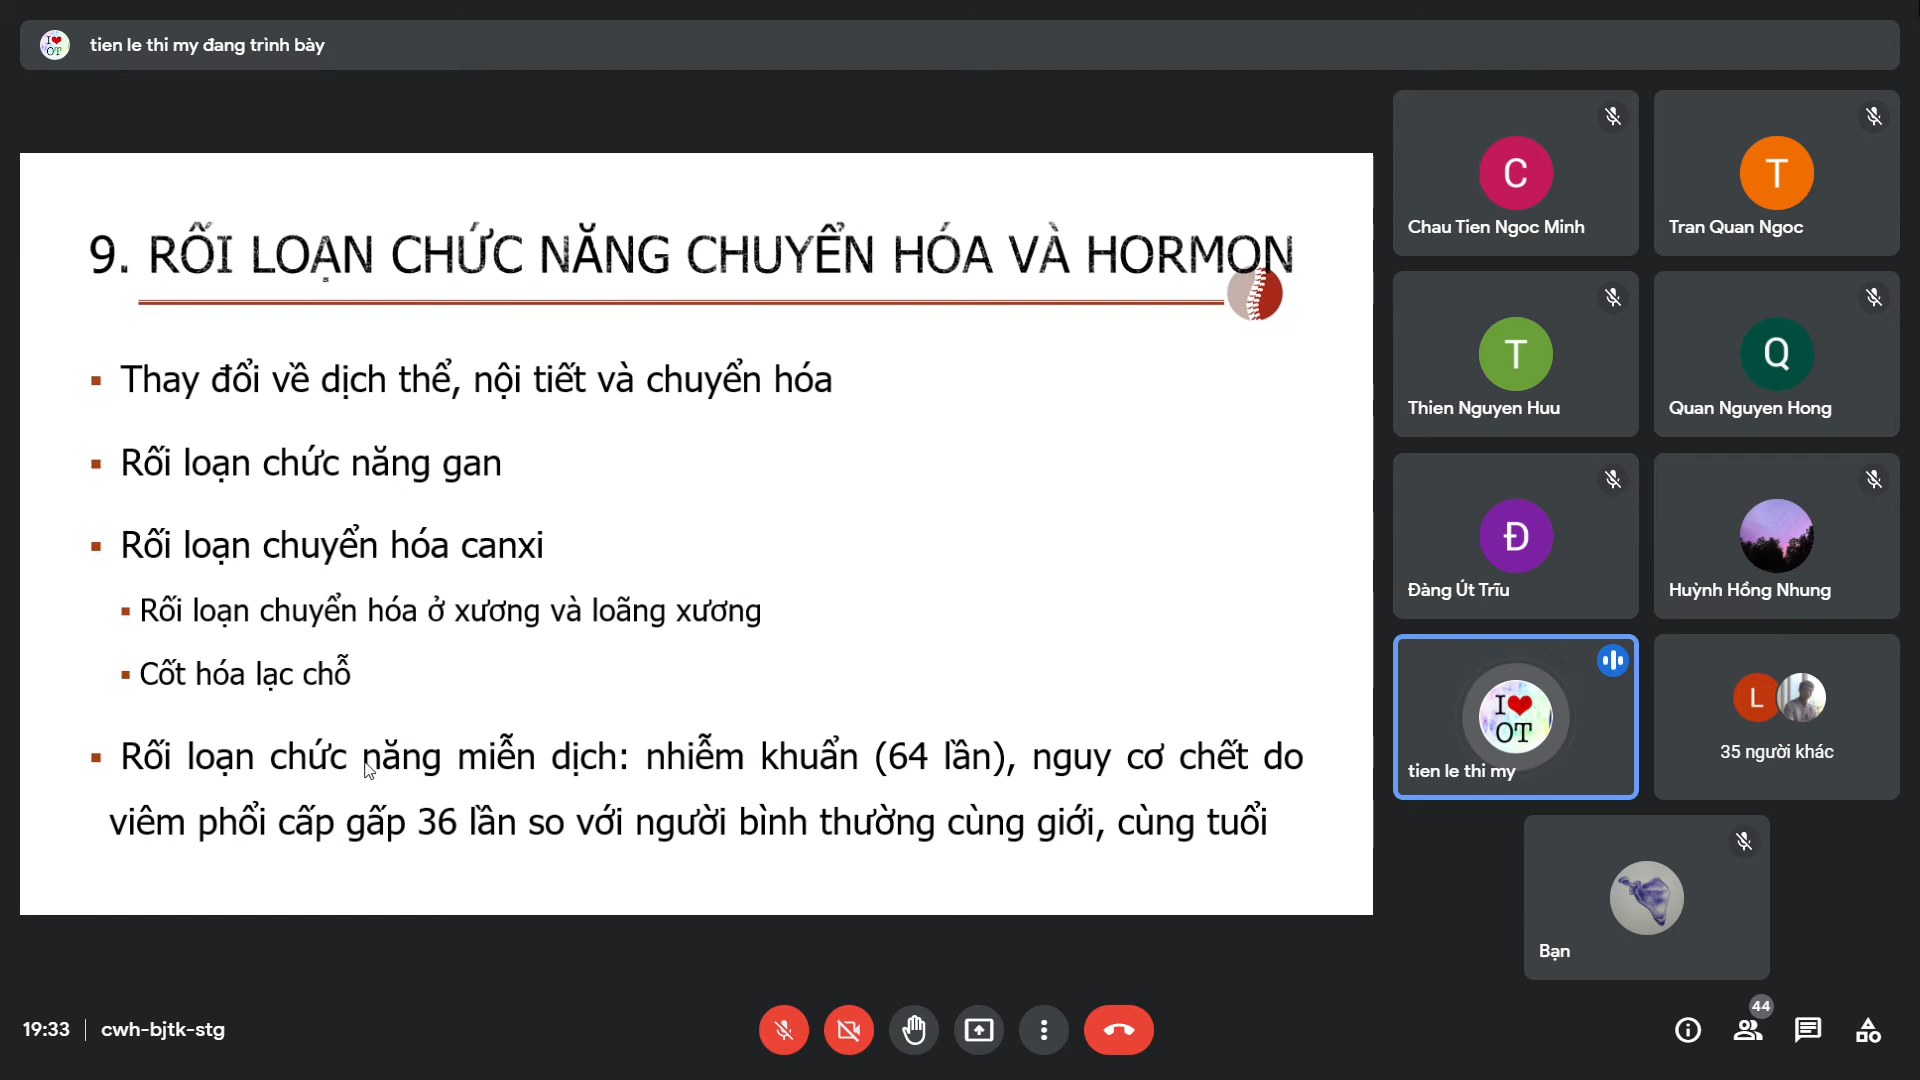 I ❤ OT
tien le thi my đang trình bày
9. RỐI LOẠN CHỨC NĂNG CHUYỂN HÓA VÀ HORMON
▪ Thay đổi về dịch thể, nội tiết và chuyển hóa
▪ Rối loạn chức năng gan
▪ Rối loạn chuyển hóa canxi
▪ Rối loạn chuyển hóa ở xương và loãng xương
▪ Cốt hóa lạc chỗ
▪ Rối loạn chức năng miễn dịch: nhiễm khuẩn (64 lần), nguy cơ chết do
viêm phổi cấp gấp 36 lần so với người bình thường cùng giới, cùng tuổi
C
Chau Tien Ngoc Minh
T
Tran Quan Ngoc
T
Thien Nguyen Huu
Q
Quan Nguyen Hong
Đ
Đàng Út Trĩu
Huỳnh Hồng Nhung
I ❤
OT
tien le thi my
L
35 người khác
Bạn
19:33 | cwh-bjtk-stg
44